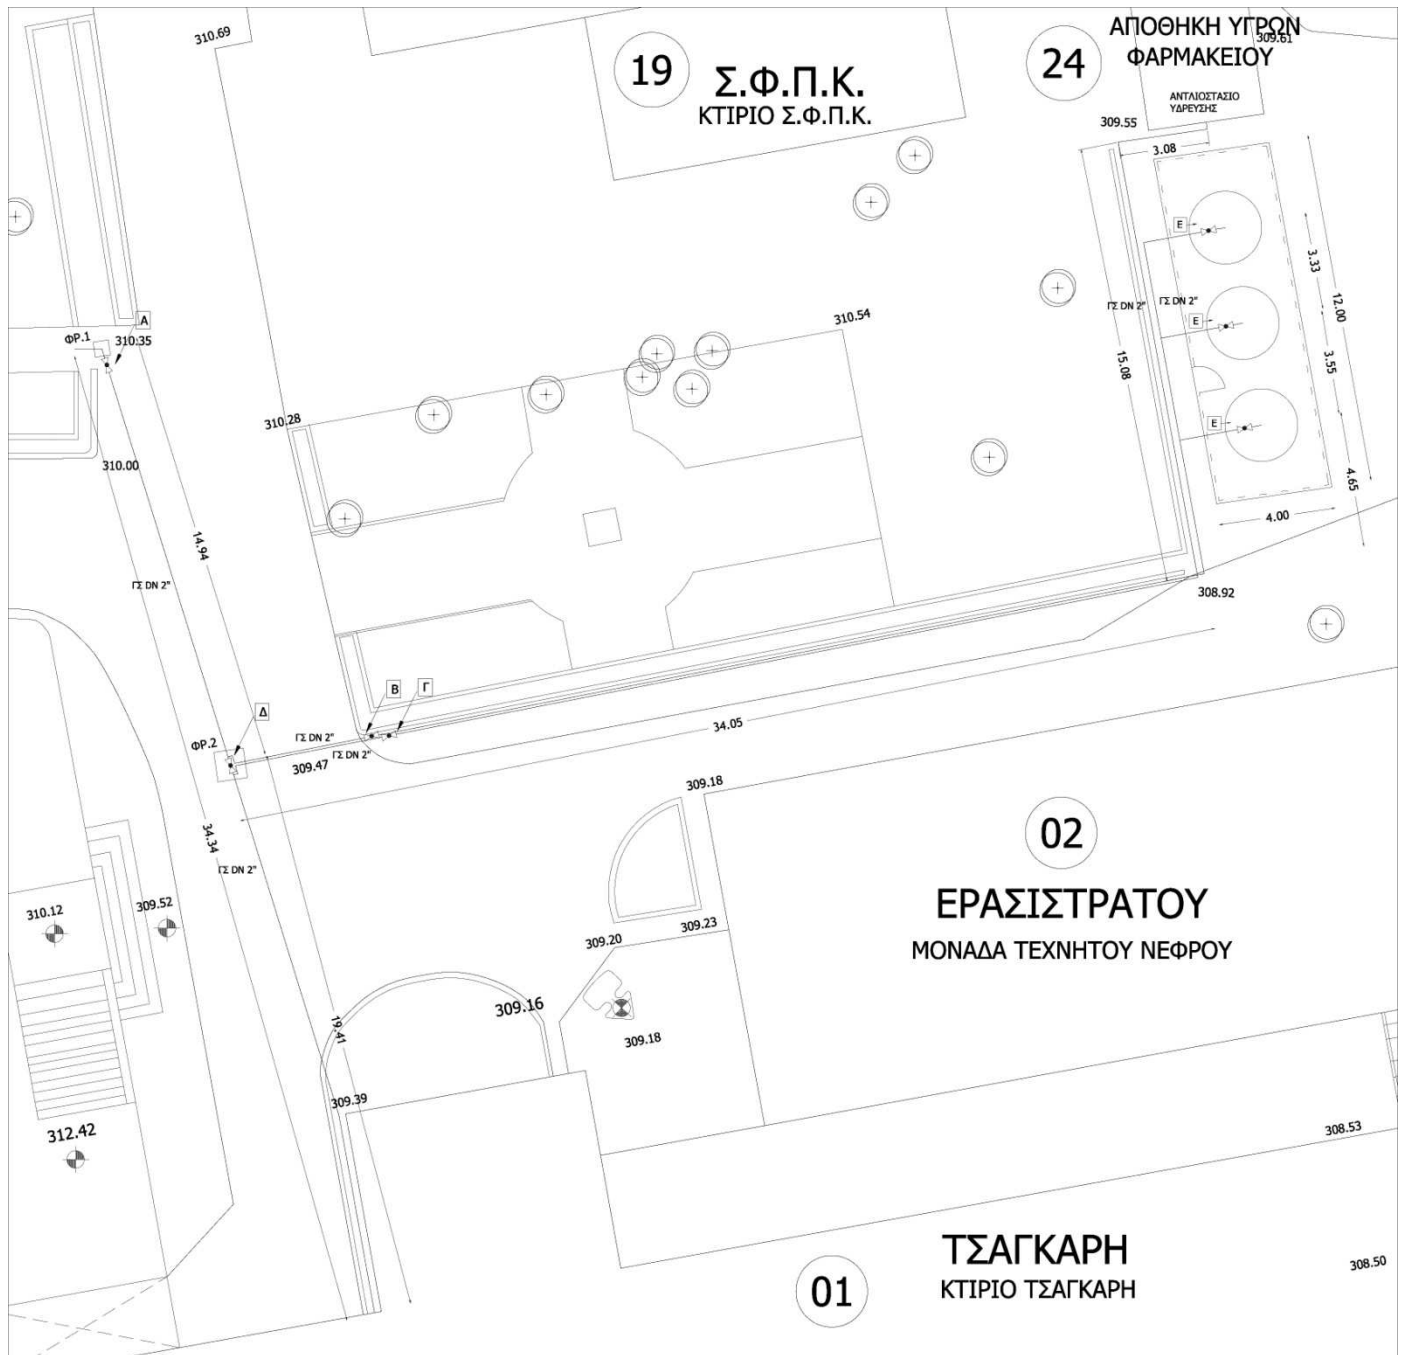 310.69
19
Σ.Φ.Π.Κ.
ΚΤΙΡΙΟ Σ.Φ.Π.Κ.
24
ΑΠΟΘΗΚΗ ΥΓΡΩΝ
ΦΑΡΜΑΚΕΙΟΥ
309.61
ΑΝΤΛΙΟΣΤΑΣΙΟ
ΥΔΡΕΥΣΗΣ
309.55
3.08
Ε
3.33
12.00
ΓΣ DN 2"
ΓΣ DN 2"
Ε
3.55
15.08
Ε
4.65
4.00
Α
ΦΡ.1
310.35
310.54
310.28
310.00
14.94
ΓΣ DN 2"
308.92
Β
Γ
Δ
34.05
ΦΡ.2
ΓΣ DN 2"
ΓΣ DN 2"
309.47
309.18
34.34
ΓΣ DN 2"
02
ΕΡΑΣΙΣΤΡΑΤΟΥ
ΜΟΝΑΔΑ ΤΕΧΝΗΤΟΥ ΝΕΦΡΟΥ
310.12
309.52
309.23
309.20
309.16
19.41
309.18
309.39
312.42
308.53
ΤΣΑΓΚΑΡΗ
ΚΤΙΡΙΟ ΤΣΑΓΚΑΡΗ
01
308.50